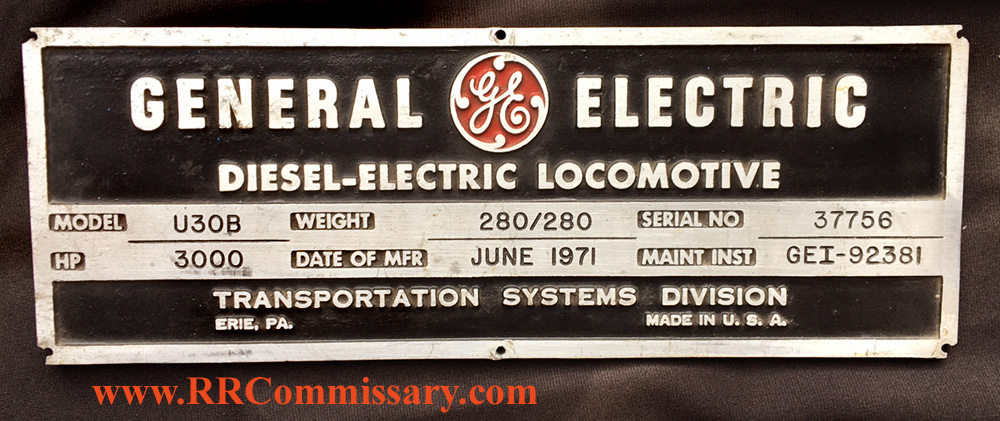 GENERAL GE ELECTRIC
DIESEL-ELECTRIC LOCOMOTIVE
MODEL U30B WEIGHT 280/280 SERIAL NO 37756
HP 3000 DATE OF MFR JUNE 1971 MAINT INST GEI-92381
TRANSPORTATION SYSTEMS DIVISION
ERIE, PA. MADE IN U. S. A.
www.RRCommissary.com